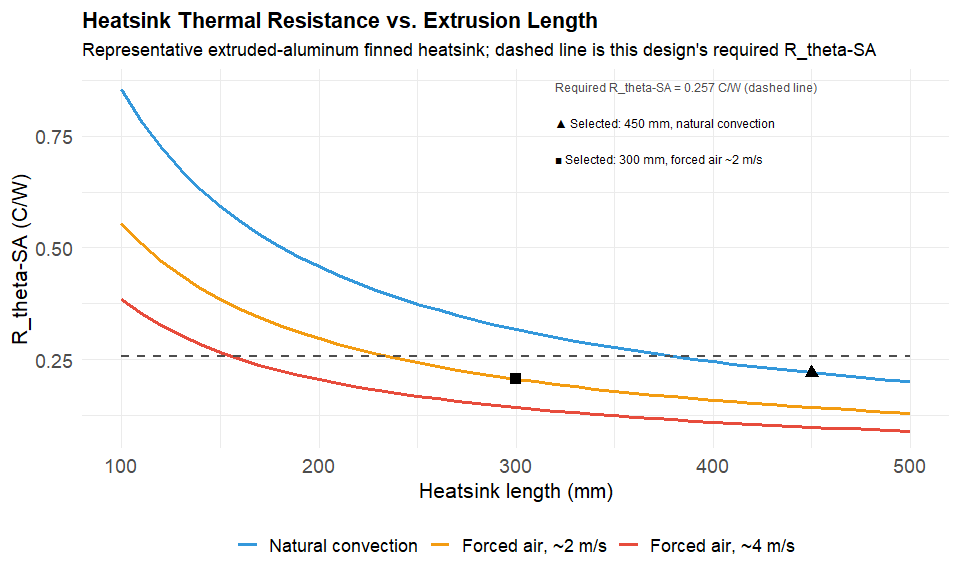 Heatsink Thermal Resistance vs. Extrusion Length
Representative extruded-aluminum finned heatsink; dashed line is this design's required R_theta-SA
Required R_theta-SA = 0.257 C/W (dashed line)
▲ Selected: 450 mm, natural convection
■ Selected: 300 mm, forced air ~2 m/s
R_theta-SA (C/W)
0.75
0.50
0.25
100 200 300 400 500
Heatsink length (mm)
Natural convection Forced air, ~2 m/s Forced air, ~4 m/s